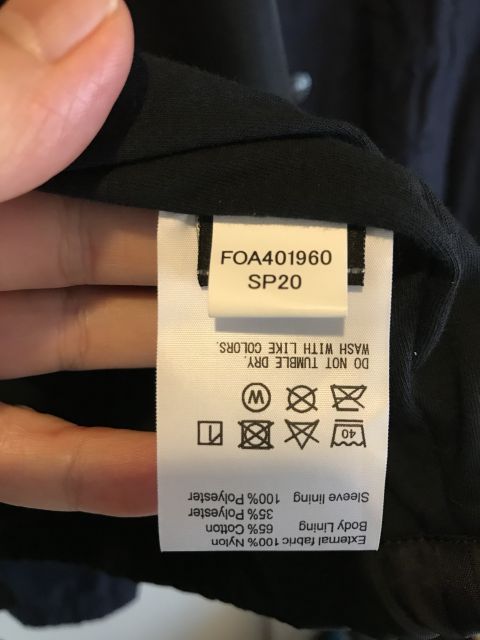 FOA401960
SP20
External fabric 100% Nylon
Body Lining
65% Cotton
35% Polyester
Sleeve lining 100% Polyester
40
W
DO NOT TUMBLE DRY.
WASH WITH LIKE COLORS.